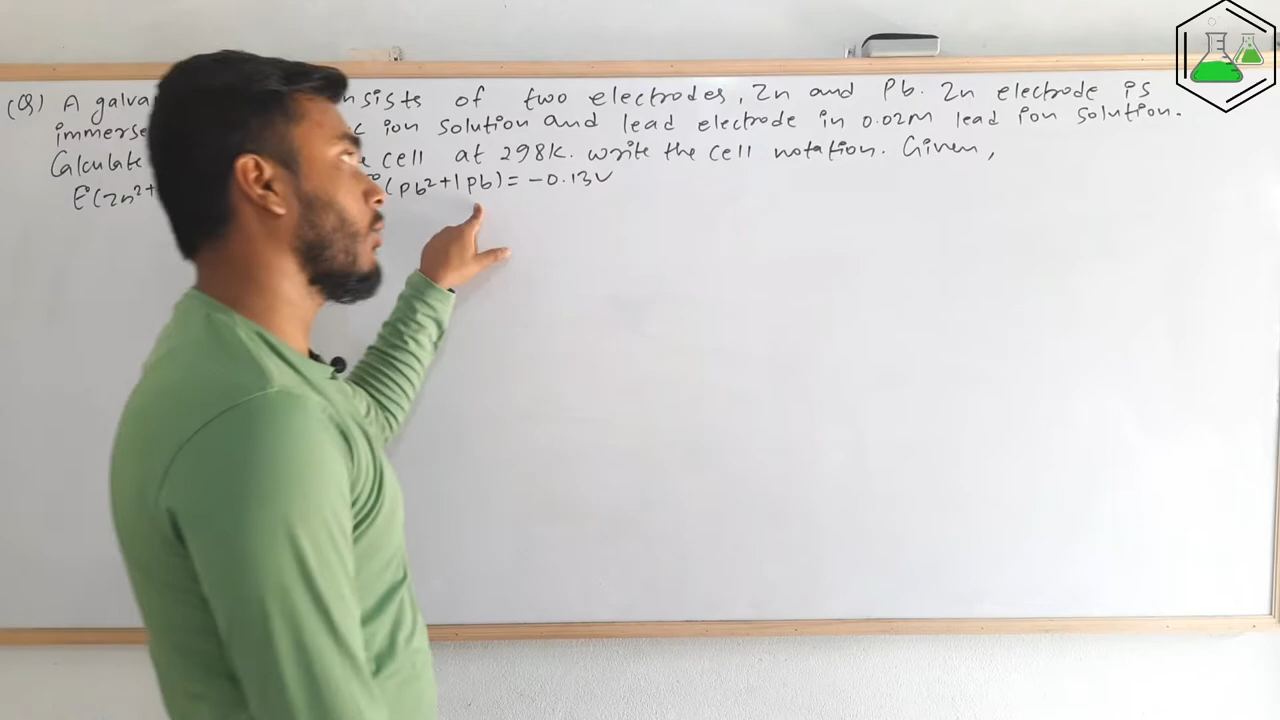 (Q) A galva nsists of two electrodes, Zn and Pb. Zn electrode is
immerse c ion solution and lead electrode in 0.02M lead ion solution.
Calculate e cell at 298K. write the cell notation. Given,
E°(Zn2+ (Pb2+|Pb) = -0.13V